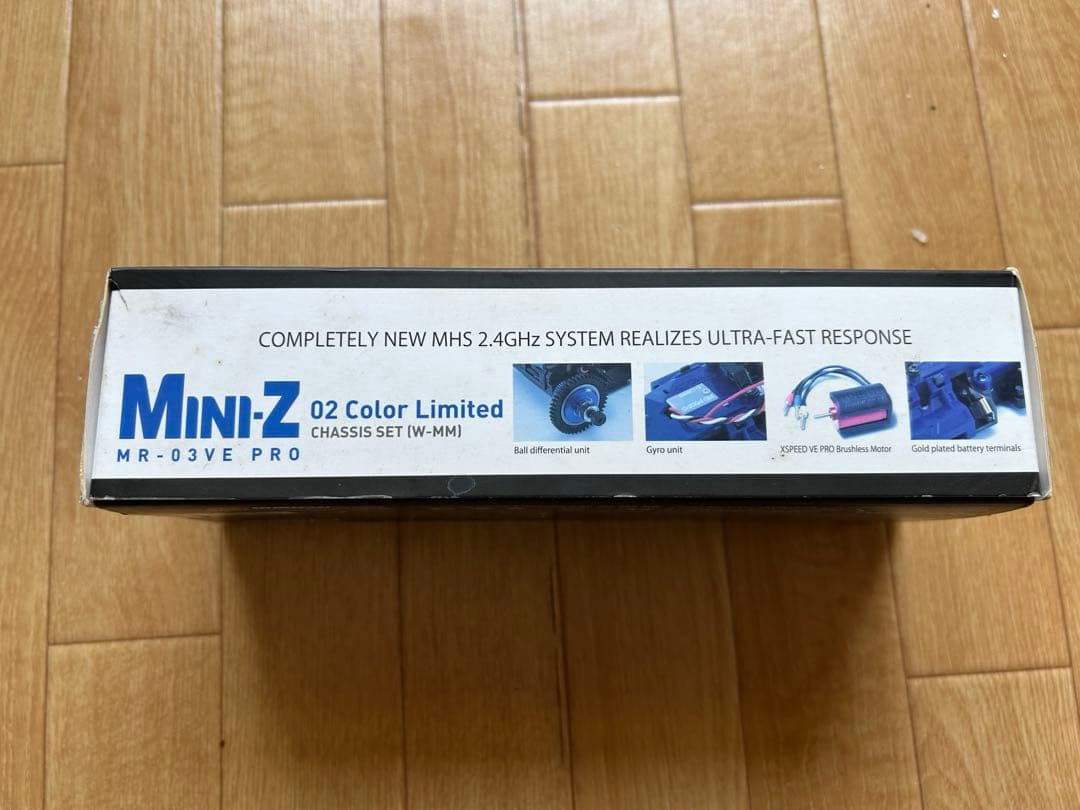 COMPLETELY NEW MHS 2.4GHz SYSTEM REALIZES ULTRA-FAST RESPONSE
MINI-Z
02 Color Limited
CHASSIS SET (W-MM)
MR-03VE PRO
Ball differential unit
Gyro unit
XSPEED VE PRO Brushless Motor
Gold plated battery terminals